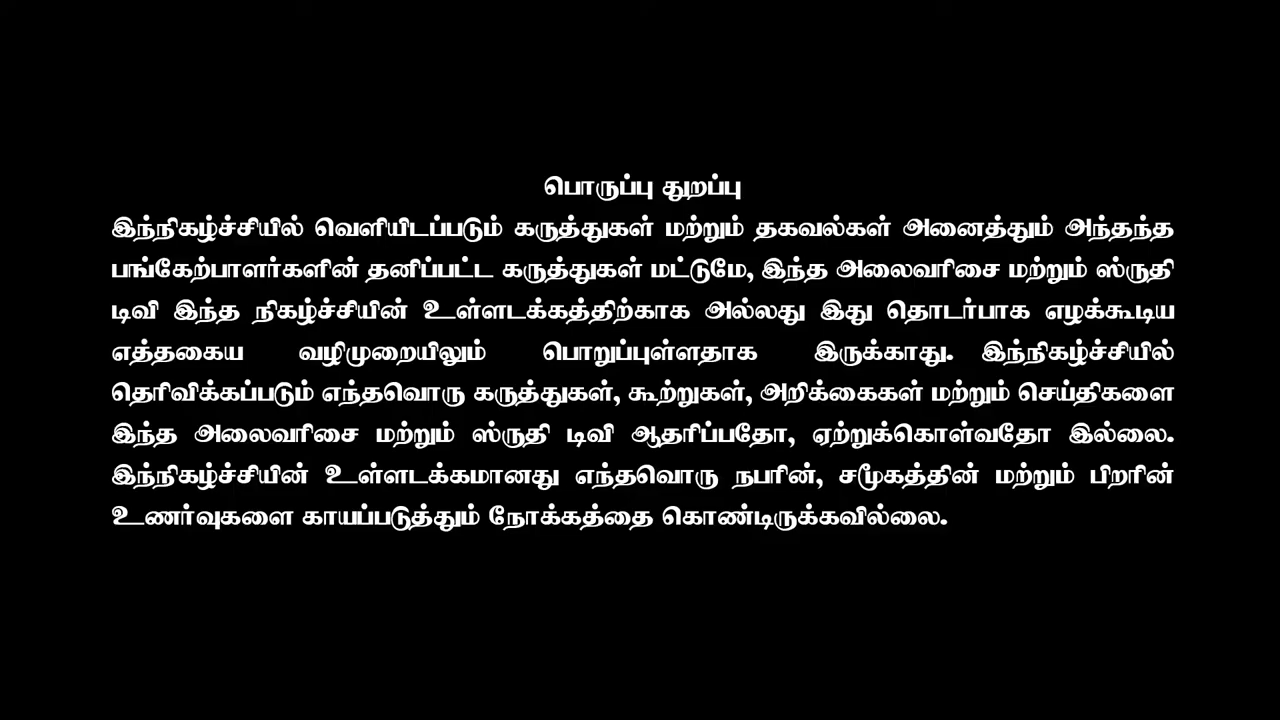 பொருப்பு துறப்பு
இந்நிகழ்ச்சியில் வெளியிடப்படும் கருத்துகள் மற்றும் தகவல்கள் அனைத்தும் அந்தந்த
பங்கேற்பாளர்களின் தனிப்பட்ட கருத்துகள் மட்டுமே, இந்த அலைவரிசை மற்றும் ஸ்ருதி
டிவி இந்த நிகழ்ச்சியின் உள்ளடக்கத்திற்காக அல்லது இது தொடர்பாக எழக்கூடிய
எத்தகைய வழிமுறையிலும் பொறுப்புள்ளதாக இருக்காது. இந்நிகழ்ச்சியில்
தெரிவிக்கப்படும் எந்தவொரு கருத்துகள், கூற்றுகள், அறிக்கைகள் மற்றும் செய்திகளை
இந்த அலைவரிசை மற்றும் ஸ்ருதி டிவி ஆதரிப்பதோ, ஏற்றுக்கொள்வதோ இல்லை.
இந்நிகழ்ச்சியின் உள்ளடக்கமானது எந்தவொரு நபரின், சமூகத்தின் மற்றும் பிறரின்
உணர்வுகளை காயப்படுத்தும் நோக்கத்தை கொண்டிருக்கவில்லை.